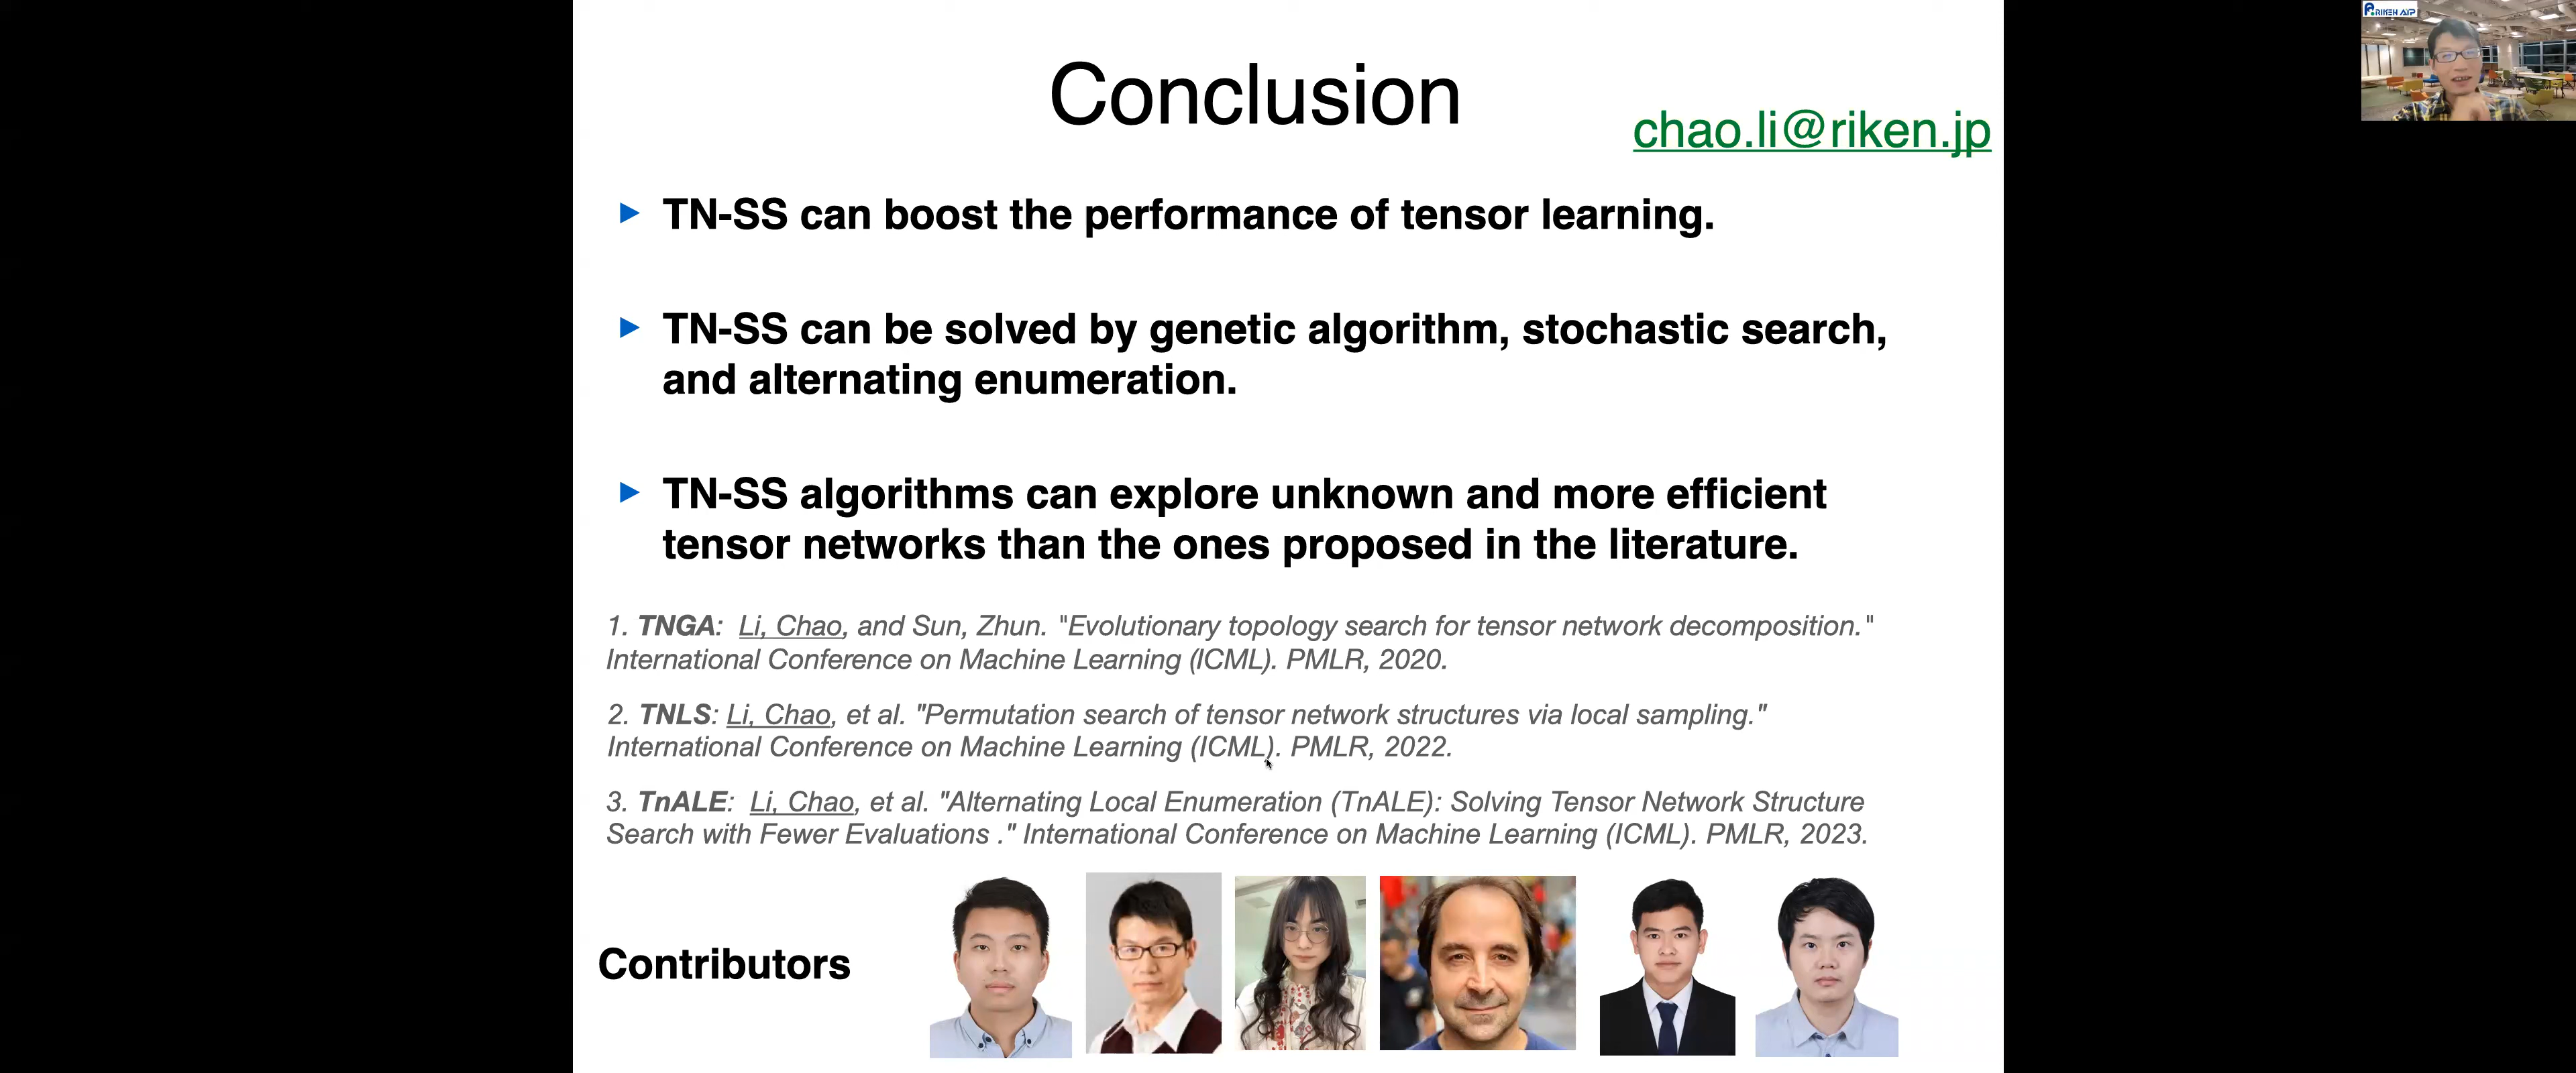 Conclusion
RIKEN AIP
chao.li@riken.jp
► TN-SS can boost the performance of tensor learning.
► TN-SS can be solved by genetic algorithm, stochastic search,
and alternating enumeration.
► TN-SS algorithms can explore unknown and more efficient
tensor networks than the ones proposed in the literature.
1. TNGA: Li, Chao, and Sun, Zhun. "Evolutionary topology search for tensor network decomposition."
International Conference on Machine Learning (ICML). PMLR, 2020.
2. TNLS: Li, Chao, et al. "Permutation search of tensor network structures via local sampling."
International Conference on Machine Learning (ICML). PMLR, 2022.
3. TnALE: Li, Chao, et al. "Alternating Local Enumeration (TnALE): Solving Tensor Network Structure
Search with Fewer Evaluations ." International Conference on Machine Learning (ICML). PMLR, 2023.
Contributors